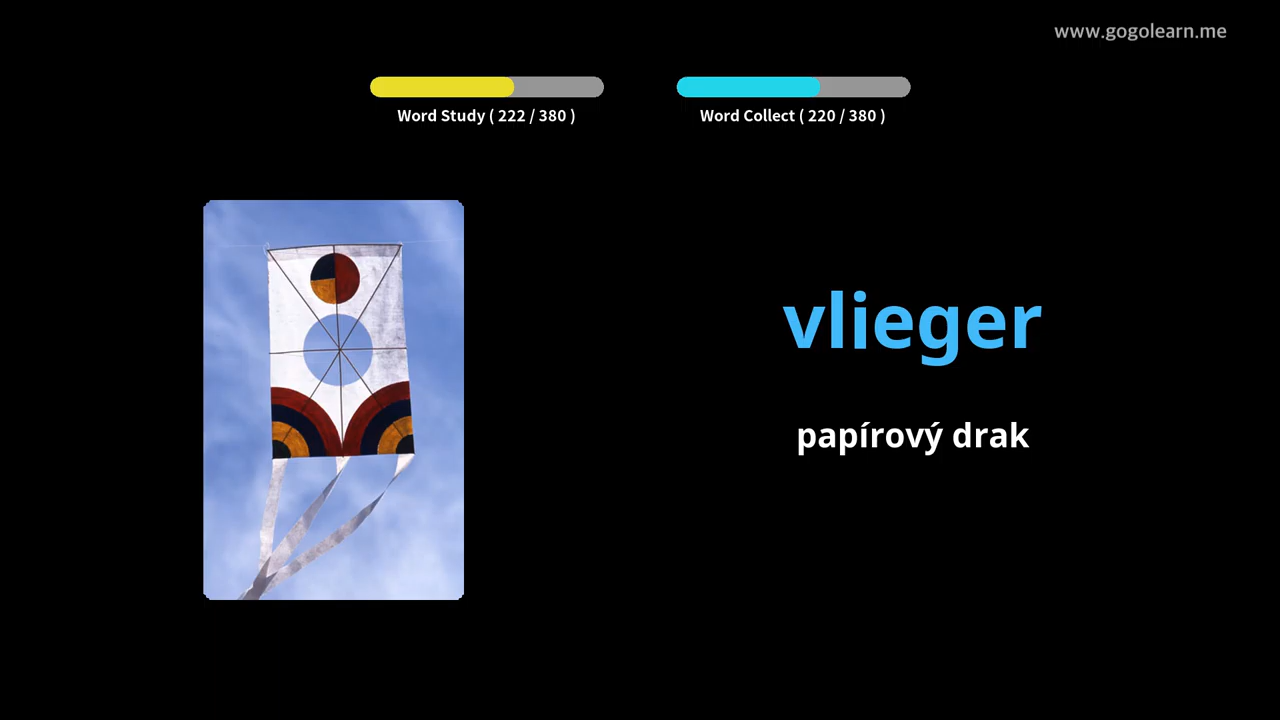 www.gogolearn.me
Word Study ( 222 / 380 )
Word Collect ( 220 / 380 )
vlieger
papírový drak